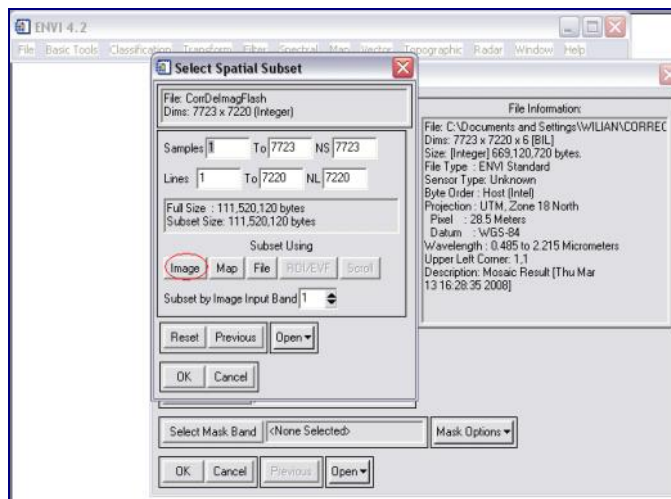 ENVI 4.2
File Basic Tools Classification Transform Filter Spectral Map Vector Topographic Radar Window Help
Select Spatial Subset
File: CorrDeImagFlash
Dims: 7723 x 7220 (Integer)
Samples 1 To 7723 NS 7723
Lines 1 To 7220 NL 7220
Full Size : 111,520,120 bytes
Subset Size: 111,520,120 bytes
Subset Using
Image Map File ROI/EVF Scroll
Subset by Image Input Band 1
Reset Previous Open
OK Cancel
File Information:
File: C:\Documents and Settings\WILIAN\CORREC
Dims: 7723 x 7220 x 6 [BIL]
Size: [Integer] 669,120,720 bytes.
File Type : ENVI Standard
Sensor Type: Unknown
Byte Order : Host (Intel)
Projection : UTM, Zone 18 North
Pixel : 28.5 Meters
Datum : WGS-84
Wavelength : 0.485 to 2.215 Micrometers
Upper Left Corner: 1,1
Description: Mosaic Result [Thu Mar
13 16:28:35 2008]
Select Mask Band <None Selected> Mask Options
OK Cancel Previous Open